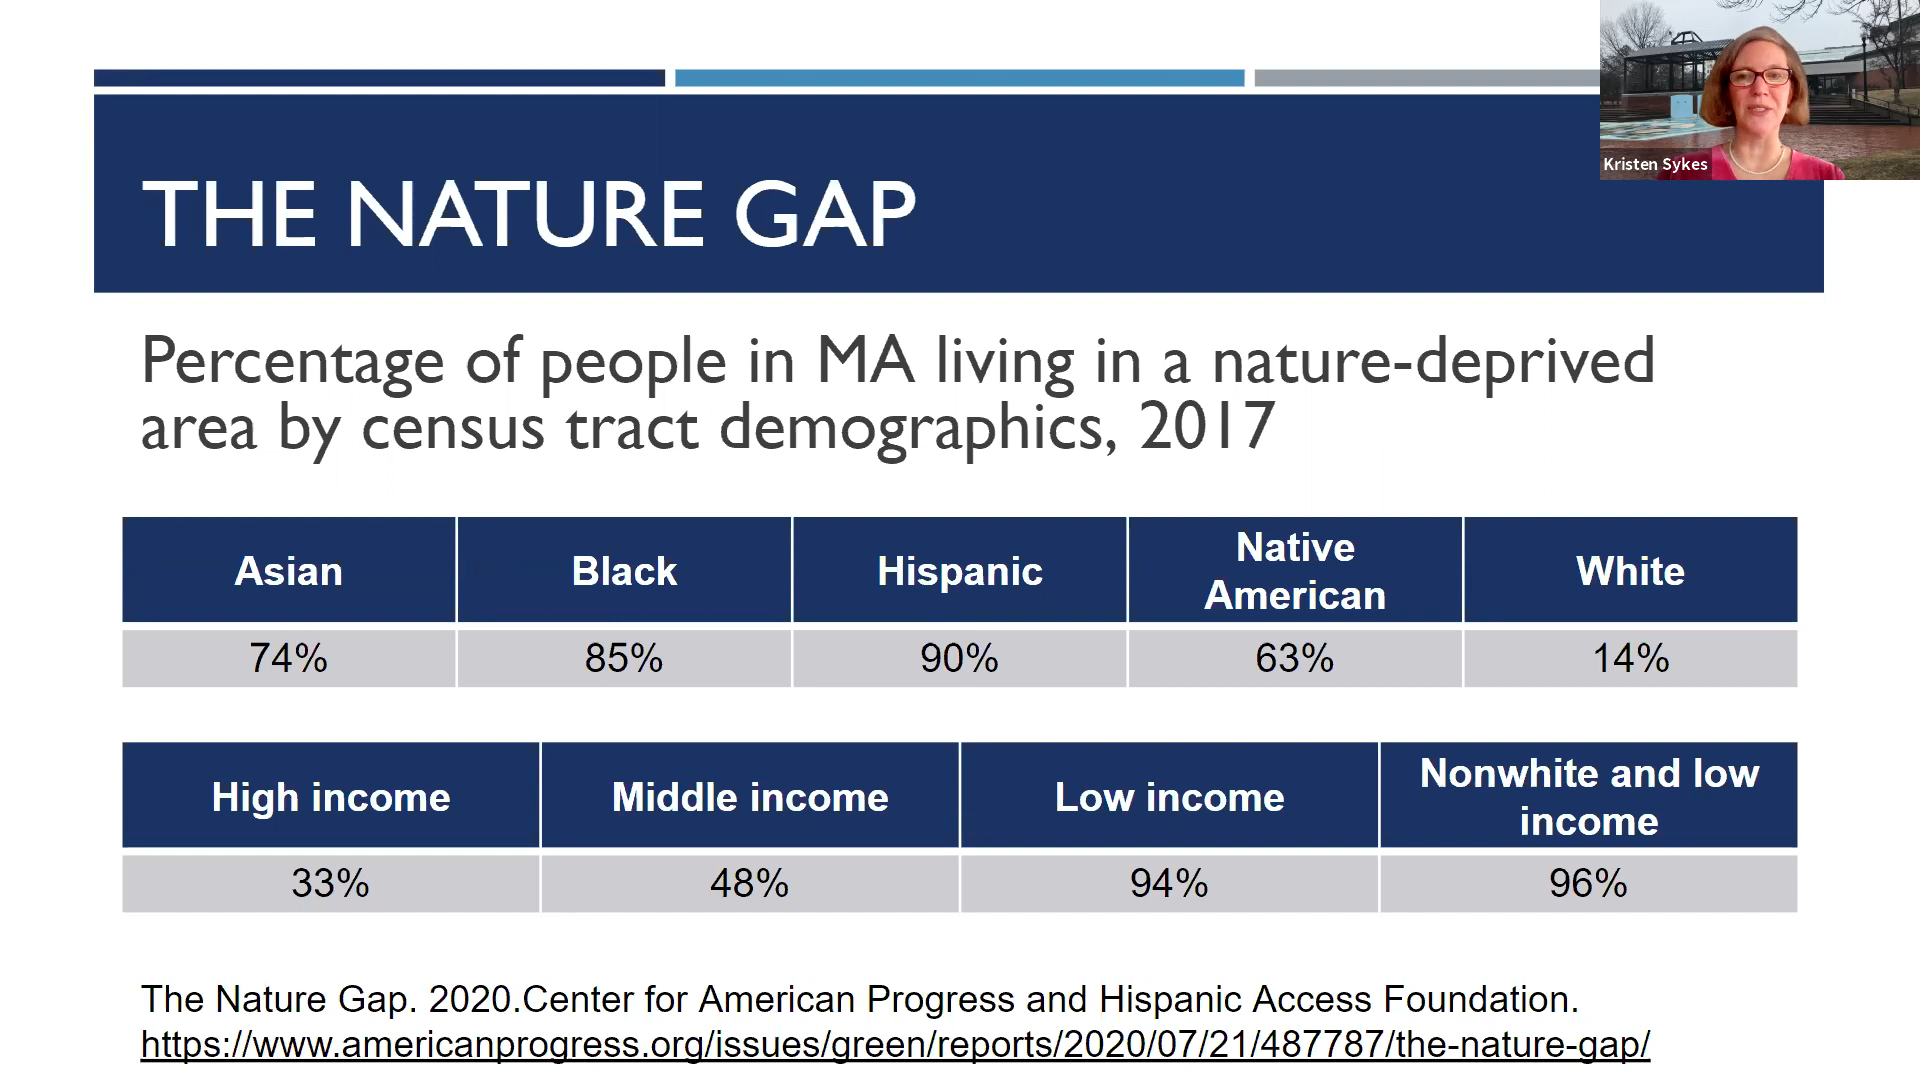 Kristen Sykes
THE NATURE GAP
Percentage of people in MA living in a nature-deprived
area by census tract demographics, 2017
Asian
Black
Hispanic
Native
American
White
74%
85%
90%
63%
14%
High income
Middle income
Low income
Nonwhite and low
income
33%
48%
94%
96%
The Nature Gap. 2020.Center for American Progress and Hispanic Access Foundation.
https://www.americanprogress.org/issues/green/reports/2020/07/21/487787/the-nature-gap/